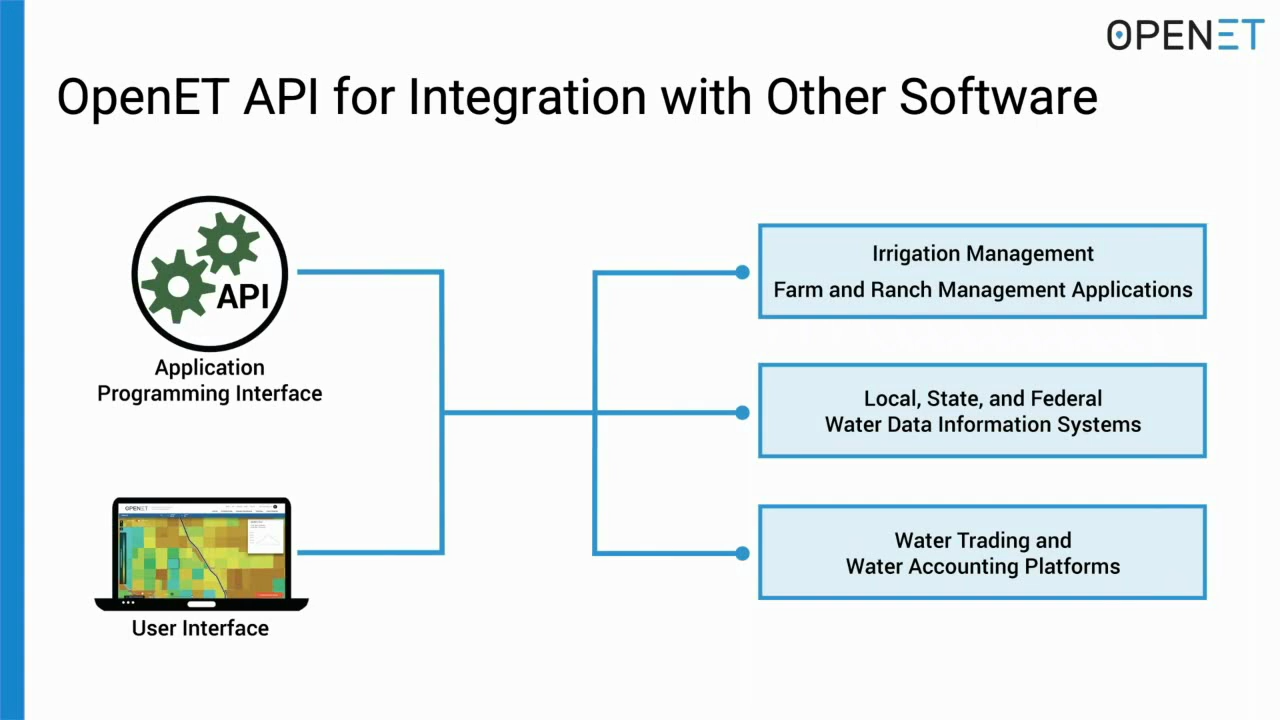 OPENET
OpenET API for Integration with Other Software
API
Application
Programming Interface
OPENET
User Interface
Irrigation Management
Farm and Ranch Management Applications
Local, State, and Federal
Water Data Information Systems
Water Trading and
Water Accounting Platforms